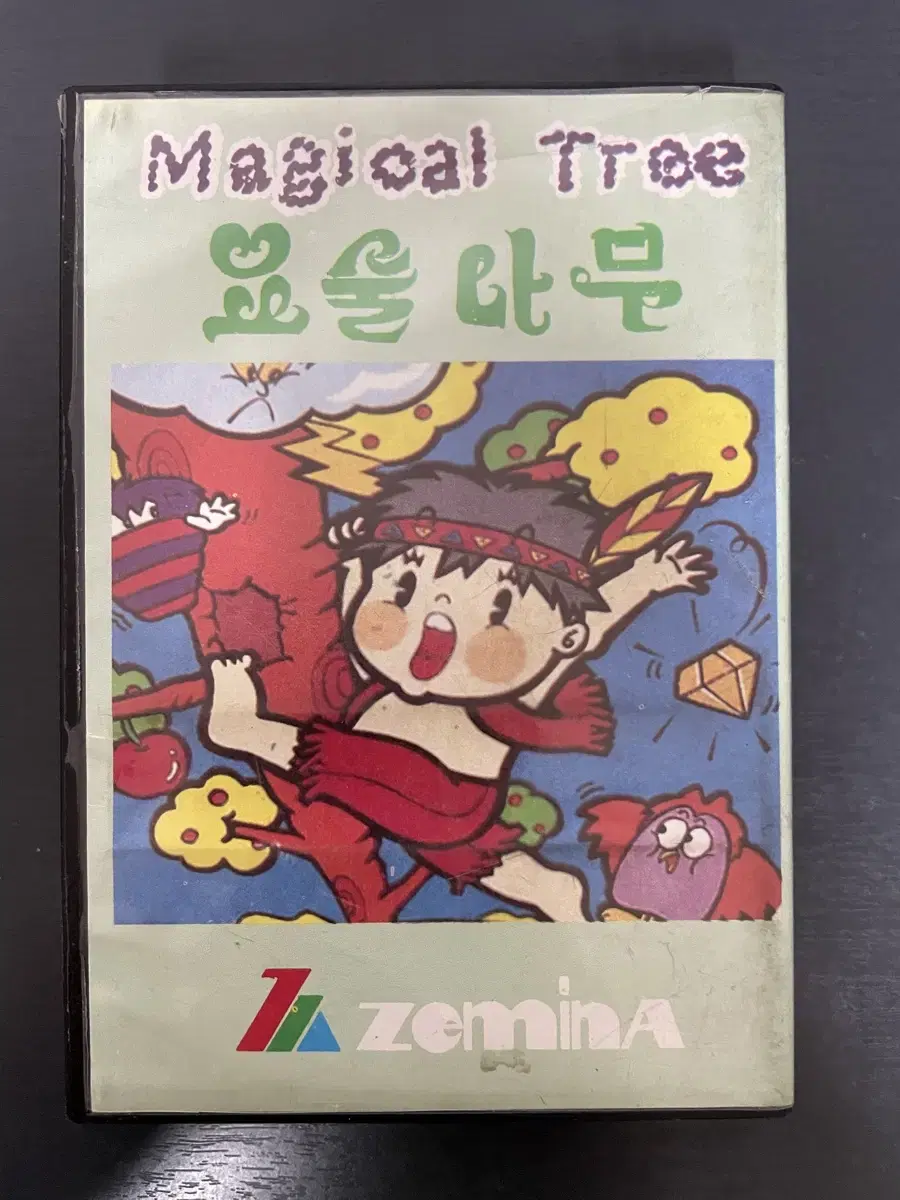 Magical Tree
요술 나무
zeminA